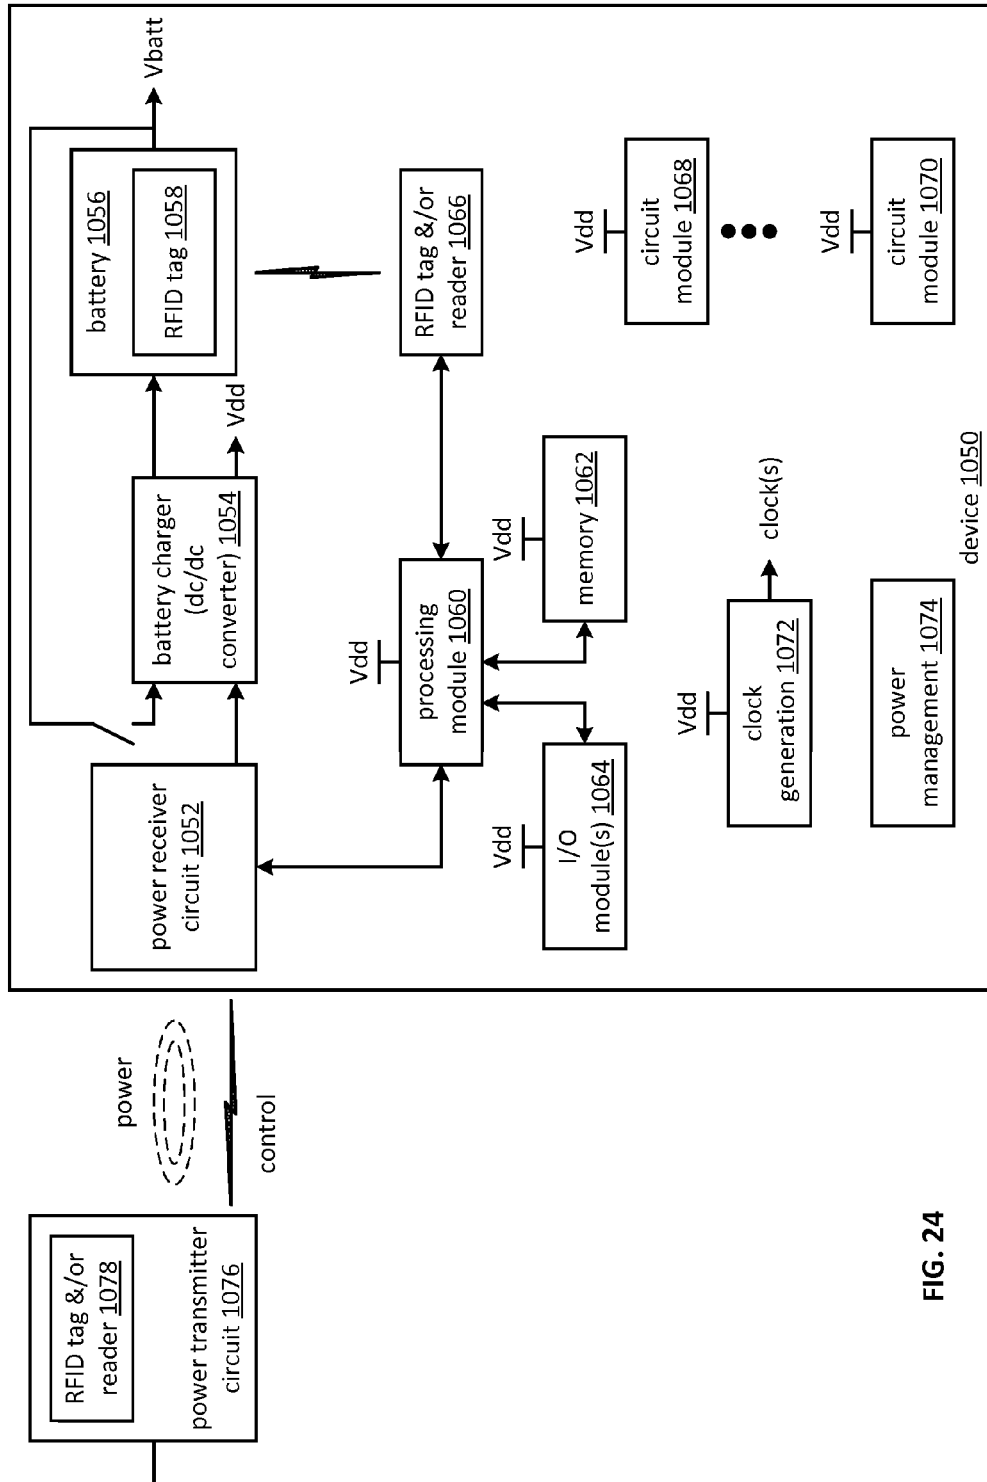 RFID tag &/or
reader 1078
power transmitter
circuit 1076
power
control
power receiver
circuit 1052
battery charger
(dc/dc
converter) 1054
Vdd
battery 1056
RFID tag 1058
Vbatt
Vdd
processing
module 1060
RFID tag &/or
reader 1066
Vdd
I/O
module(s) 1064
Vdd
memory 1062
Vdd
circuit
module 1068
Vdd
clock
generation 1072
clock(s)
Vdd
circuit
module 1070
power
management 1074
device 1050
FIG. 24